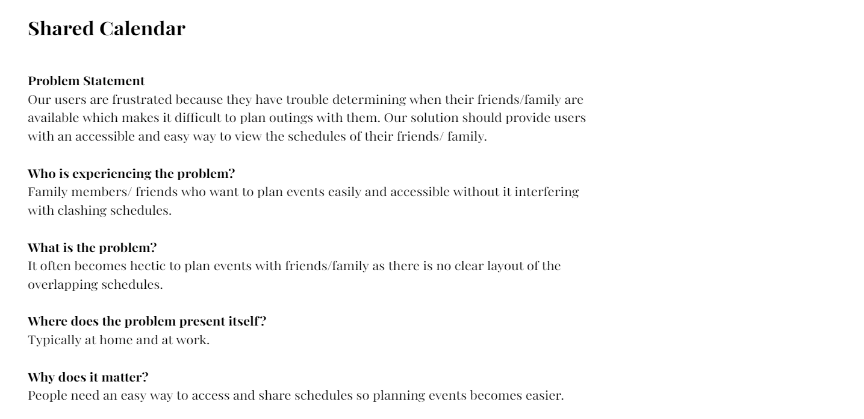 Shared Calendar
Problem Statement
Our users are frustrated because they have trouble determining when their friends/family are
available which makes it difficult to plan outings with them. Our solution should provide users
with an accessible and easy way to view the schedules of their friends/ family.
Who is experiencing the problem?
Family members/ friends who want to plan events easily and accessible without it interfering
with clashing schedules.
What is the problem?
It often becomes hectic to plan events with friends/family as there is no clear layout of the
overlapping schedules.
Where does the problem present itself?
Typically at home and at work.
Why does it matter?
People need an easy way to access and share schedules so planning events becomes easier.